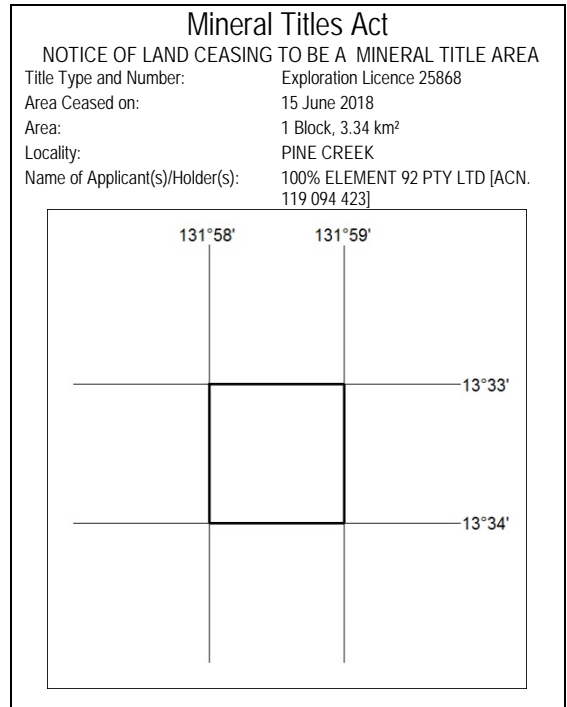 Mineral Titles Act
NOTICE OF LAND CEASING TO BE A MINERAL TITLE AREA
Title Type and Number: Exploration Licence 25868
Area Ceased on: 15 June 2018
Area: 1 Block, 3.34 km²
Locality: PINE CREEK
Name of Applicant(s)/Holder(s): 100% ELEMENT 92 PTY LTD [ACN.
119 094 423]
131°58' 131°59'
13°33'
13°34'